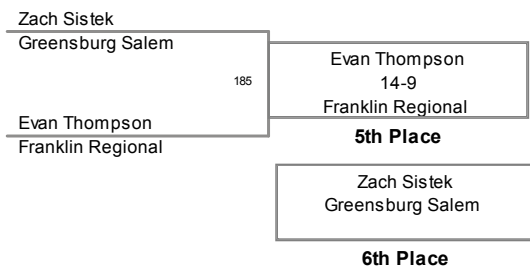 Zach Sistek
Greensburg Salem
185
Evan Thompson
Franklin Regional
Evan Thompson
14-9
Franklin Regional
5th Place
Zach Sistek
Greensburg Salem
6th Place